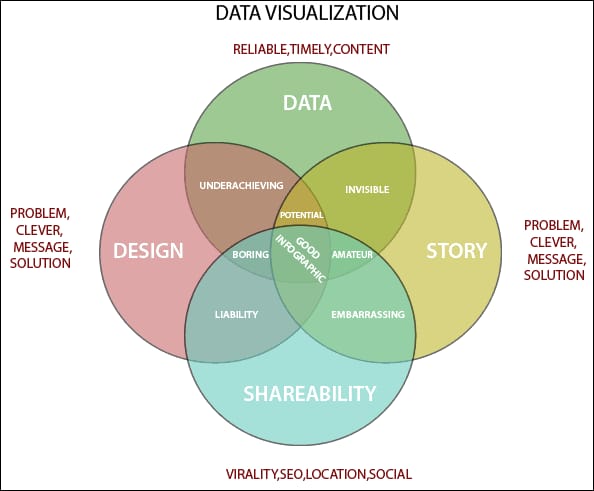 DATA VISUALIZATION
RELIABLE,TIMELY,CONTENT
DATA
UNDERACHIEVING
INVISIBLE
POTENTIAL
PROBLEM,
CLEVER,
MESSAGE,
SOLUTION
DESIGN
BORING
GOOD
INFOGRAPHIC
AMATEUR
STORY
PROBLEM,
CLEVER,
MESSAGE,
SOLUTION
LIABILITY
EMBARRASSING
SHAREABILITY
VIRALITY,SEO,LOCATION,SOCIAL